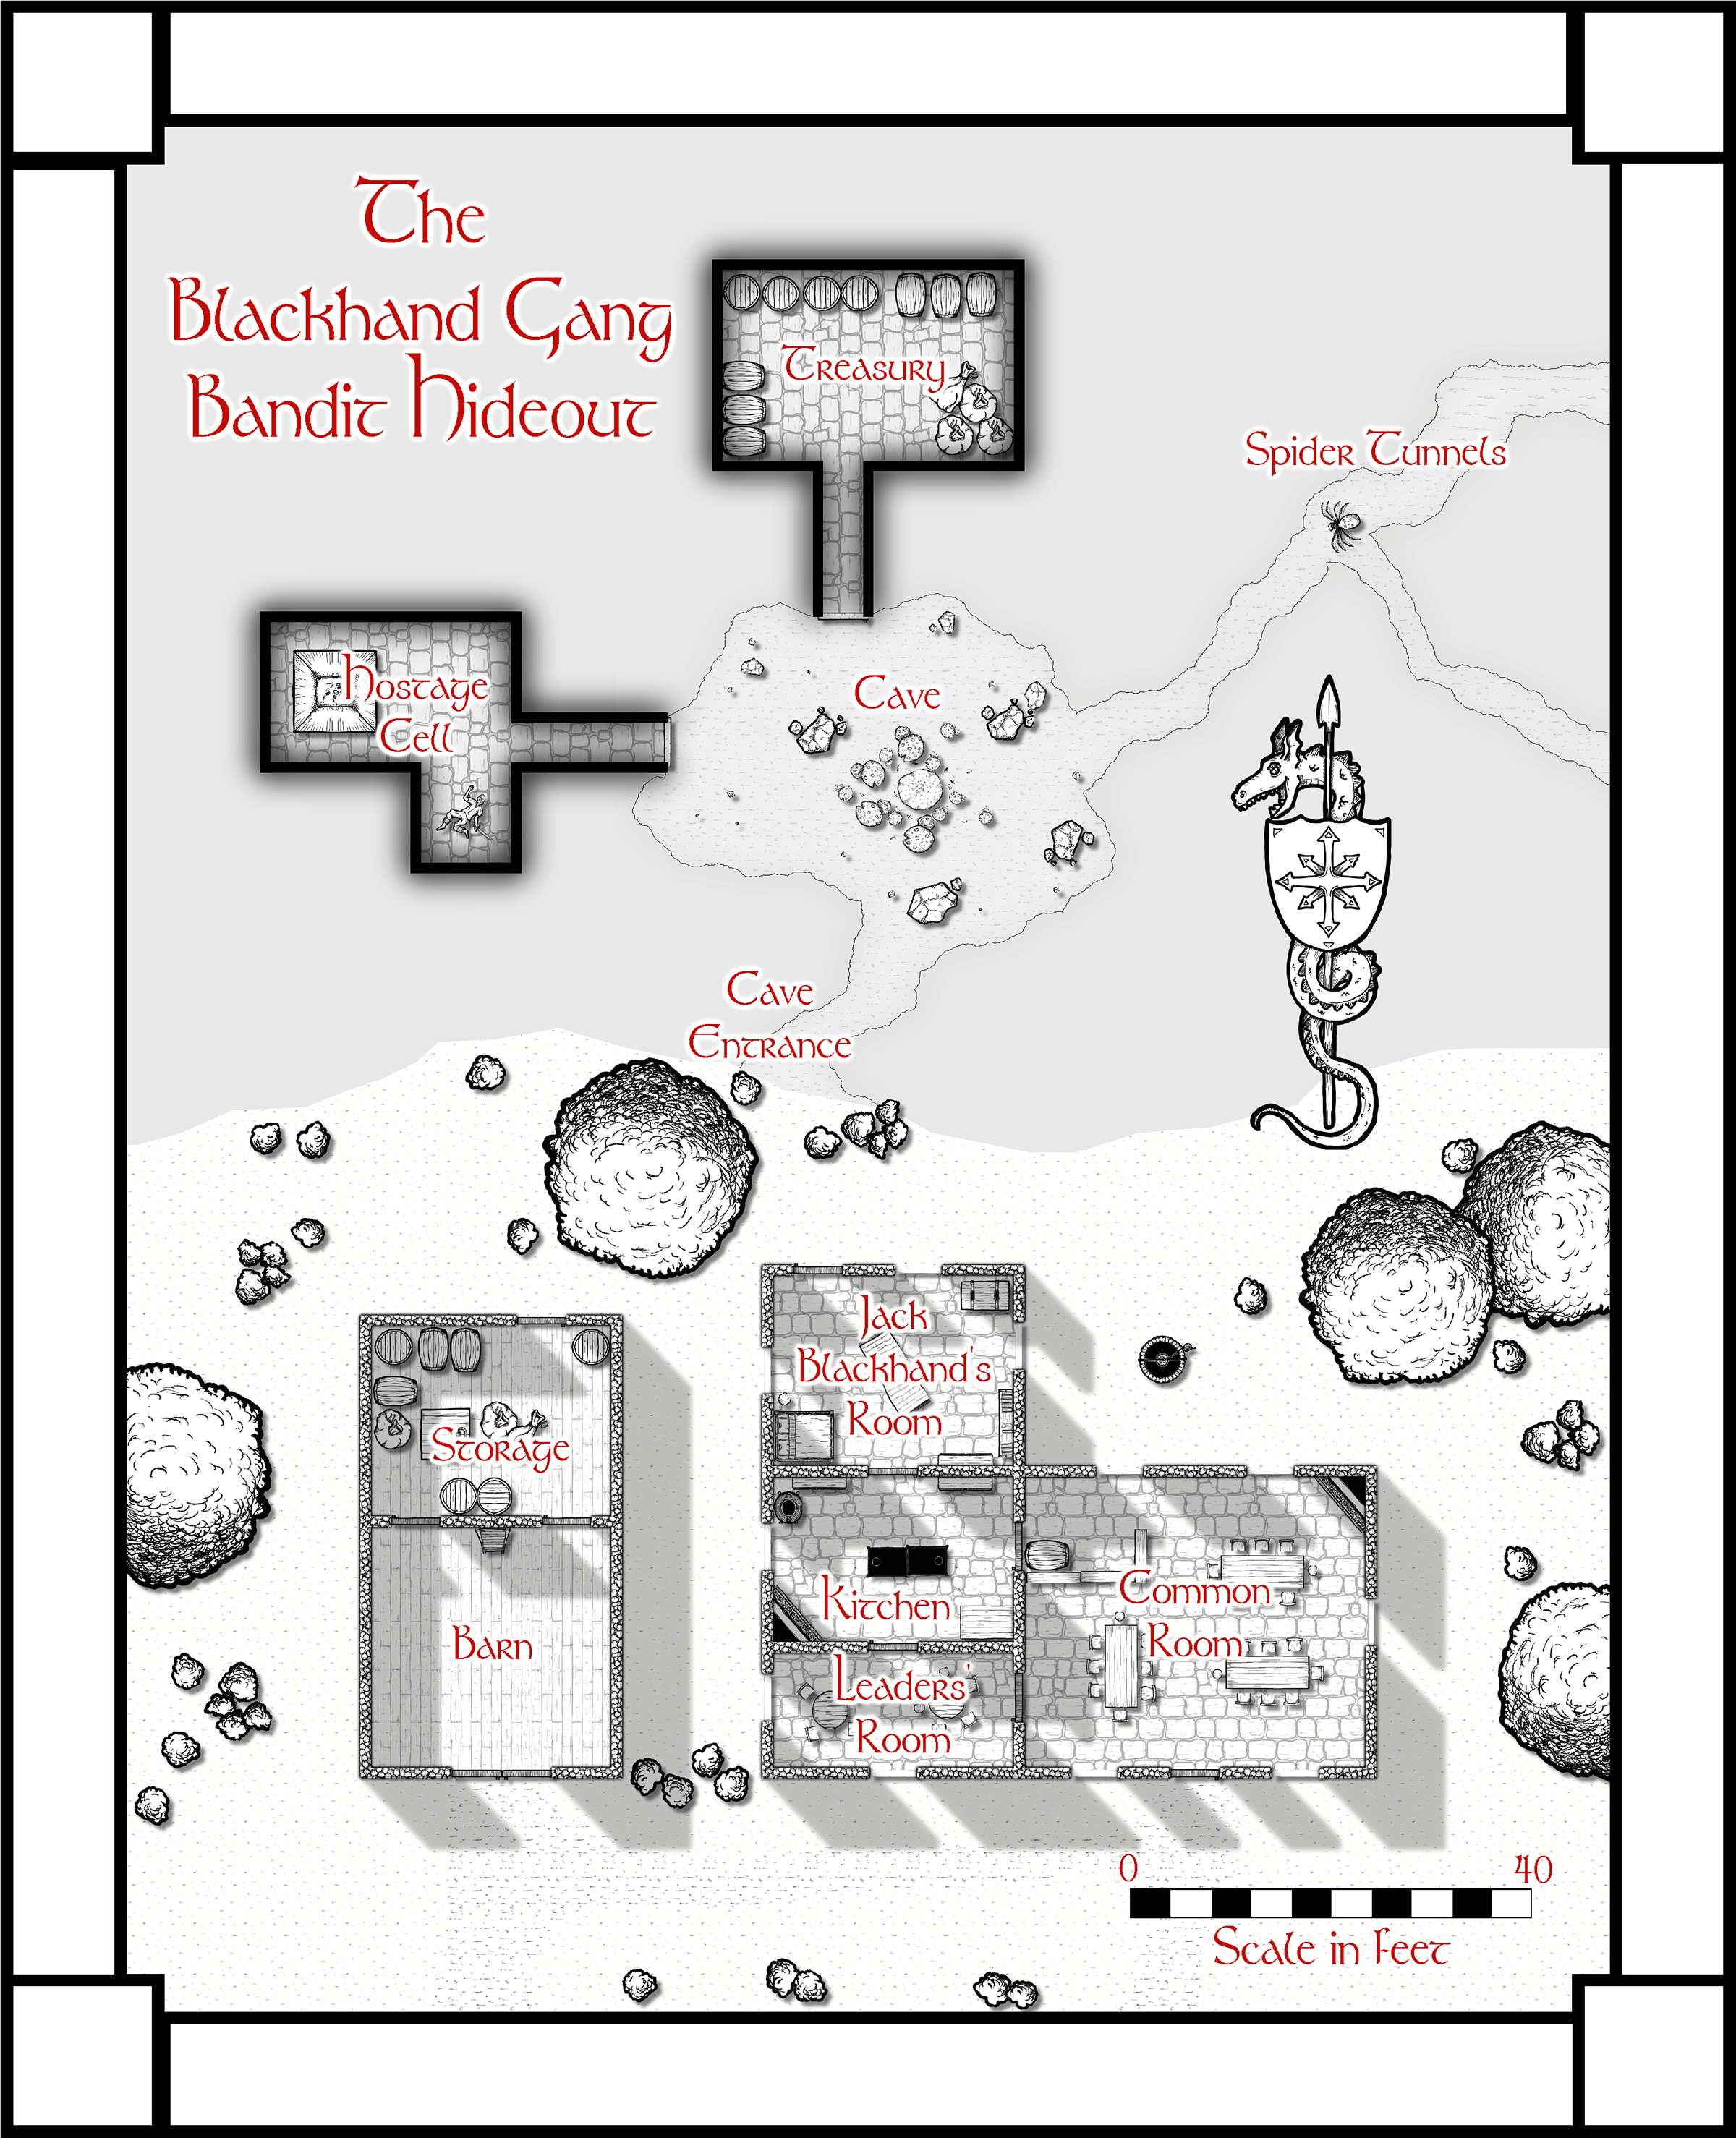 The
Blackhand Gang
Bandit Hideout
Treasury
Spider Tunnels
Hostage
Cell
Cave
Cave
Entrance
Jack
Blackhand's
Room
Storage
Kitchen
Common
Room
Barn
Leaders'
Room
0 40
Scale in Feet